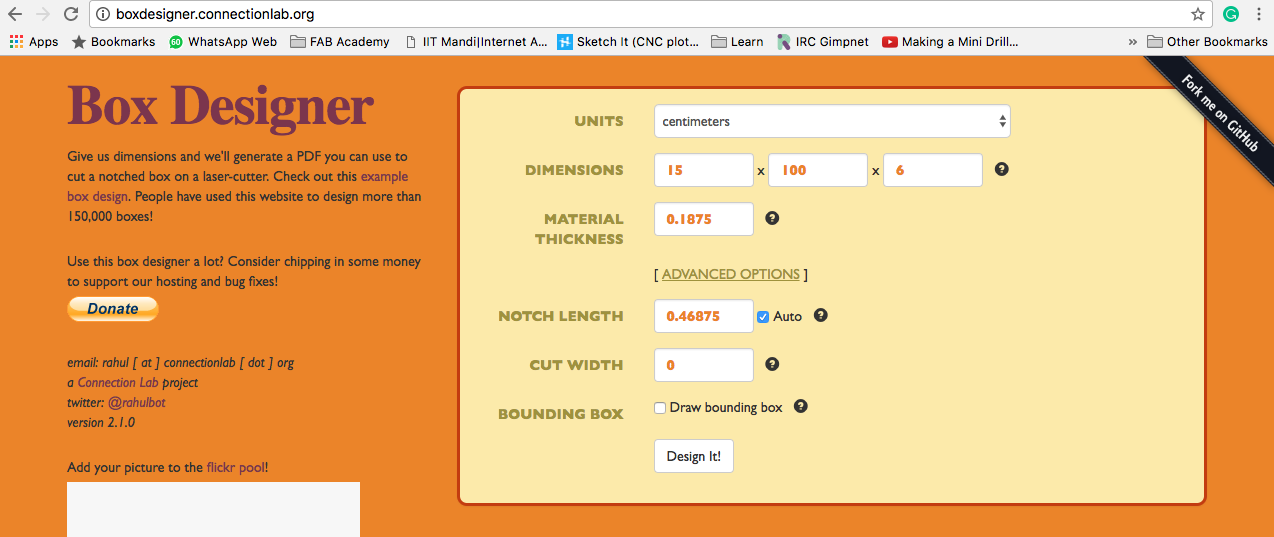 boxdesigner.connectionlab.org
Apps Bookmarks WhatsApp Web FAB Academy IIT Mandi|Internet A... Sketch It (CNC plot... Learn IRC Gimpnet Making a Mini Drill... » Other Bookmarks
Box Designer
Give us dimensions and we'll generate a PDF you can use to
cut a notched box on a laser-cutter. Check out this example
box design. People have used this website to design more than
150,000 boxes!
Use this box designer a lot? Consider chipping in some money
to support our hosting and bug fixes!
Donate
email: rahul [ at ] connectionlab [ dot ] org
a Connection Lab project
twitter: @rahulbot
version 2.1.0
Add your picture to the flickr pool!
UNITS centimeters
DIMENSIONS 15 x 100 x 6 ?
MATERIAL
THICKNESS 0.1875 ?
[ ADVANCED OPTIONS ]
NOTCH LENGTH 0.46875 Auto ?
CUT WIDTH 0 ?
BOUNDING BOX Draw bounding box ?
Design It!
Fork me on GitHub